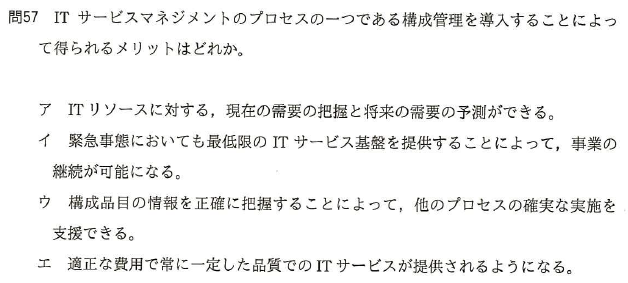 問57 IT サービスマネジメントのプロセスの一つである構成管理を導入することによっ
て得られるメリットはどれか。
ア IT リソースに対する，現在の需要の把握と将来の需要の予測ができる。
イ 緊急事態においても最低限の IT サービス基盤を提供することによって，事業の
継続が可能になる。
ウ 構成品目の情報を正確に把握することによって，他のプロセスの確実な実施を
支援できる。
エ 適正な費用で常に一定した品質での IT サービスが提供されるようになる。